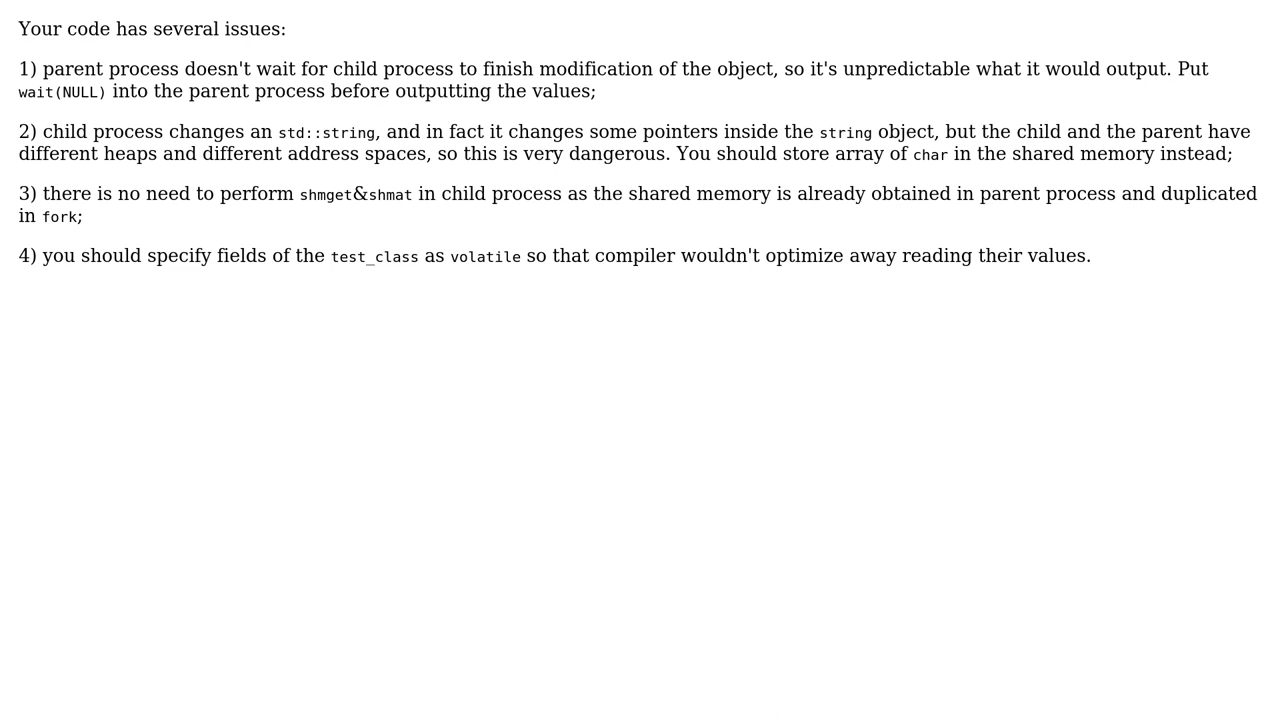 Your code has several issues:
1) parent process doesn't wait for child process to finish modification of the object, so it's unpredictable what it would output. Put
wait(NULL) into the parent process before outputting the values;
2) child process changes an std::string, and in fact it changes some pointers inside the string object, but the child and the parent have
different heaps and different address spaces, so this is very dangerous. You should store array of char in the shared memory instead;
3) there is no need to perform shmget&shmat in child process as the shared memory is already obtained in parent process and duplicated
in fork;
4) you should specify fields of the test_class as volatile so that compiler wouldn't optimize away reading their values.